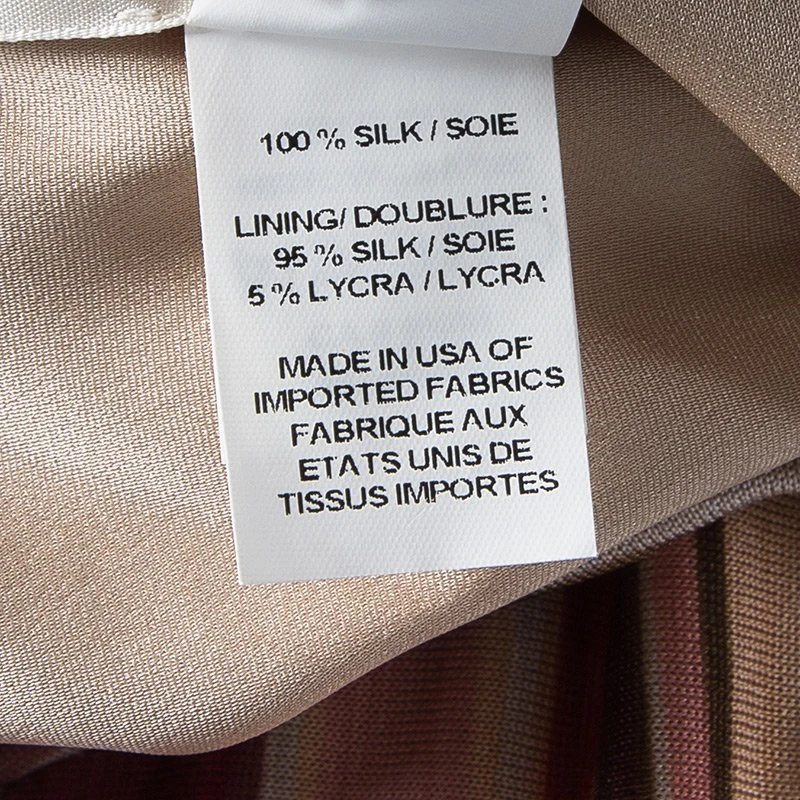 100 % SILK / SOIE
LINING/ DOUBLURE :
95 % SILK / SOIE
5 % LYCRA / LYCRA
MADE IN USA OF
IMPORTED FABRICS
FABRIQUE AUX
ETATS UNIS DE
TISSUS IMPORTES